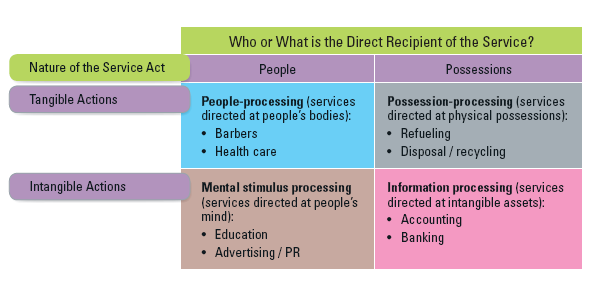 Who or What is the Direct Recipient of the Service?
Nature of the Service Act
People
Possessions
Tangible Actions
People-processing (services
directed at people's bodies):
• Barbers
• Health care
Possession-processing (services
directed at physical possessions):
• Refueling
• Disposal / recycling
Intangible Actions
Mental stimulus processing
(services directed at people's
mind):
• Education
• Advertising / PR
Information processing (services
directed at intangible assets):
• Accounting
• Banking